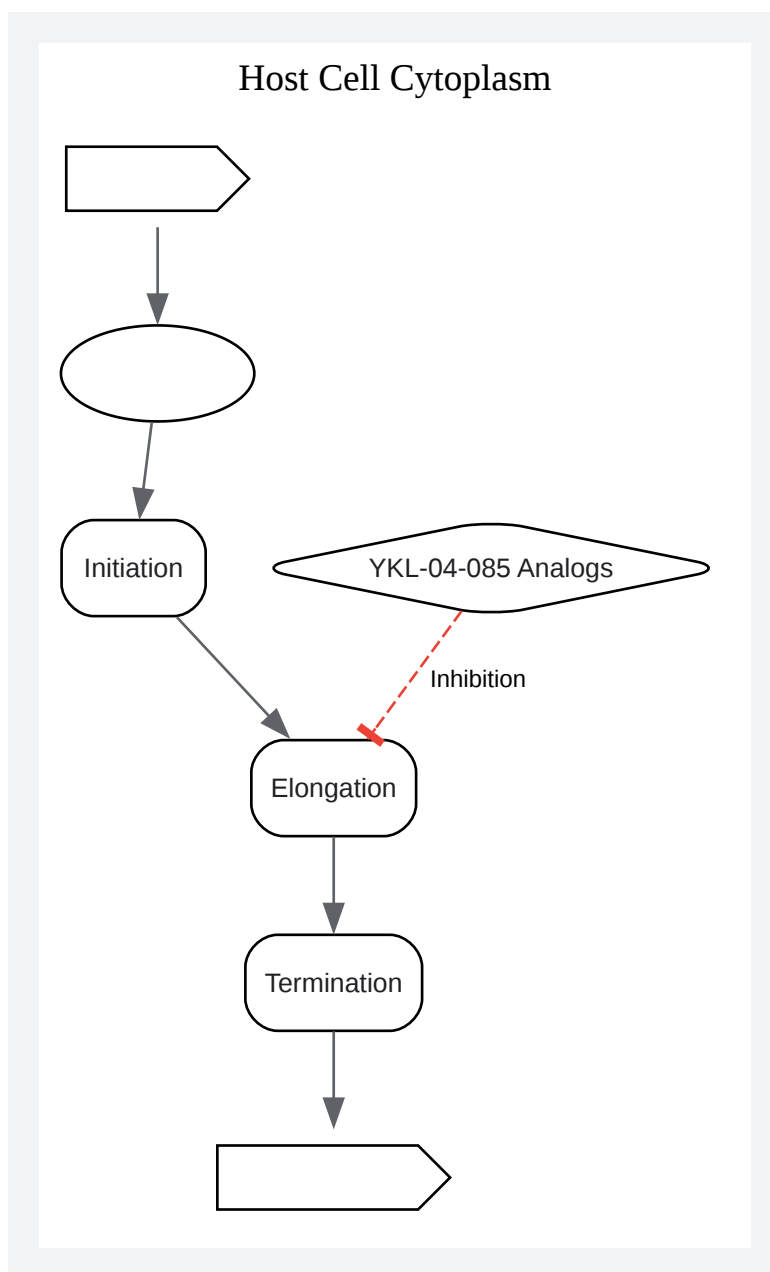 Host Cell Cytoplasm
Initiation
YKL-04-085 Analogs
Inhibition
Elongation
Termination